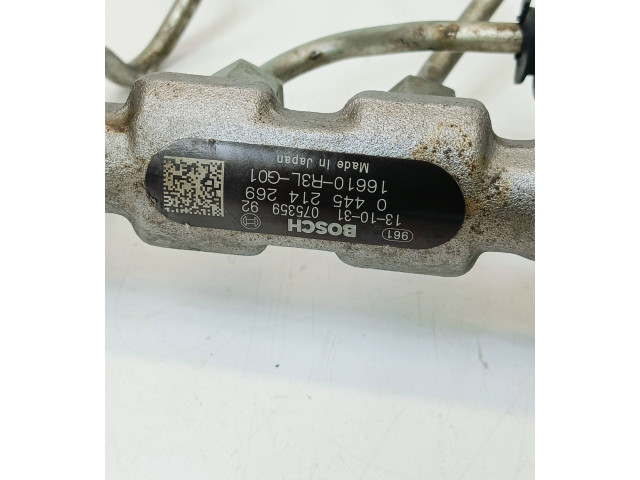 961 BOSCH
13-10-31 075359 92
0 445 214 269
16610-R3L-G01
Made In Japan